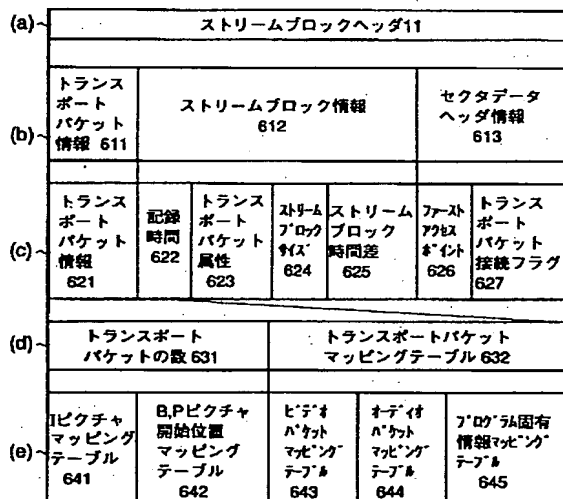 (a)
ストリームブロックヘッダ11
(b)
トランス
ポート
パケット
情報 611
ストリームブロック情報
612
セクタデータ
ヘッダ情報
613
(c)
トランス
ポート
パケット
情報
621
記録
時間
622
トランス
ポート
パケット
属性
623
ストリーム
ブロック
サイズ
624
ストリーム
ブロック
時間差
625
ファースト
アクセス
ポイント
626
トランス
ポート
パケット
接続フラグ
627
(d)
トランスポート
パケットの数 631
トランスポートパケット
マッピングテーブル 632
(e)
Iピクチャ
マッピング
テーブル
641
B,Pピクチャ
開始位置
マッピング
テーブル
642
ビデオ
パケット
マッピング
テーブル
643
オーディオ
パケット
マッピング
テーブル
644
プログラム固有
情報マッピング
テーブル
645